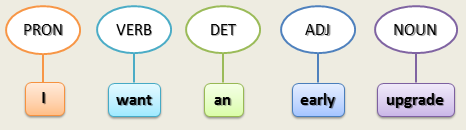 PRON VERB DET ADJ NOUN
I want an early upgrade